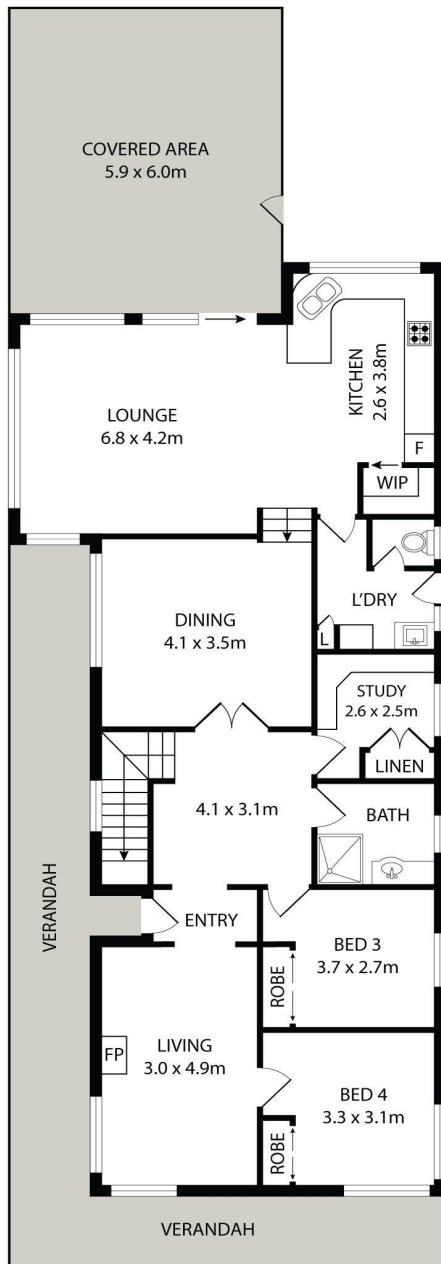 COVERED AREA
5.9 x 6.0m
KITCHEN
2.6 x 3.8m
LOUNGE
6.8 x 4.2m
F
WIP
DINING
4.1 x 3.5m
L'DRY
L
STUDY
2.6 x 2.5m
LINEN
4.1 x 3.1m
BATH
VERANDAH
ENTRY
BED 3
3.7 x 2.7m
ROBE
LIVING
3.0 x 4.9m
FP
BED 4
3.3 x 3.1m
ROBE
VERANDAH